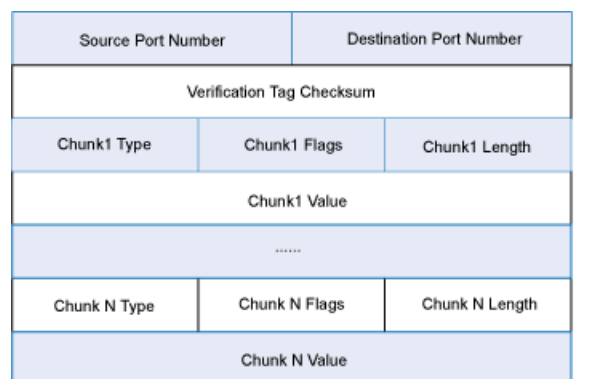 Source Port Number Destination Port Number
Verification Tag Checksum
Chunk1 Type Chunk1 Flags Chunk1 Length
Chunk1 Value
......
Chunk N Type Chunk N Flags Chunk N Length
Chunk N Value